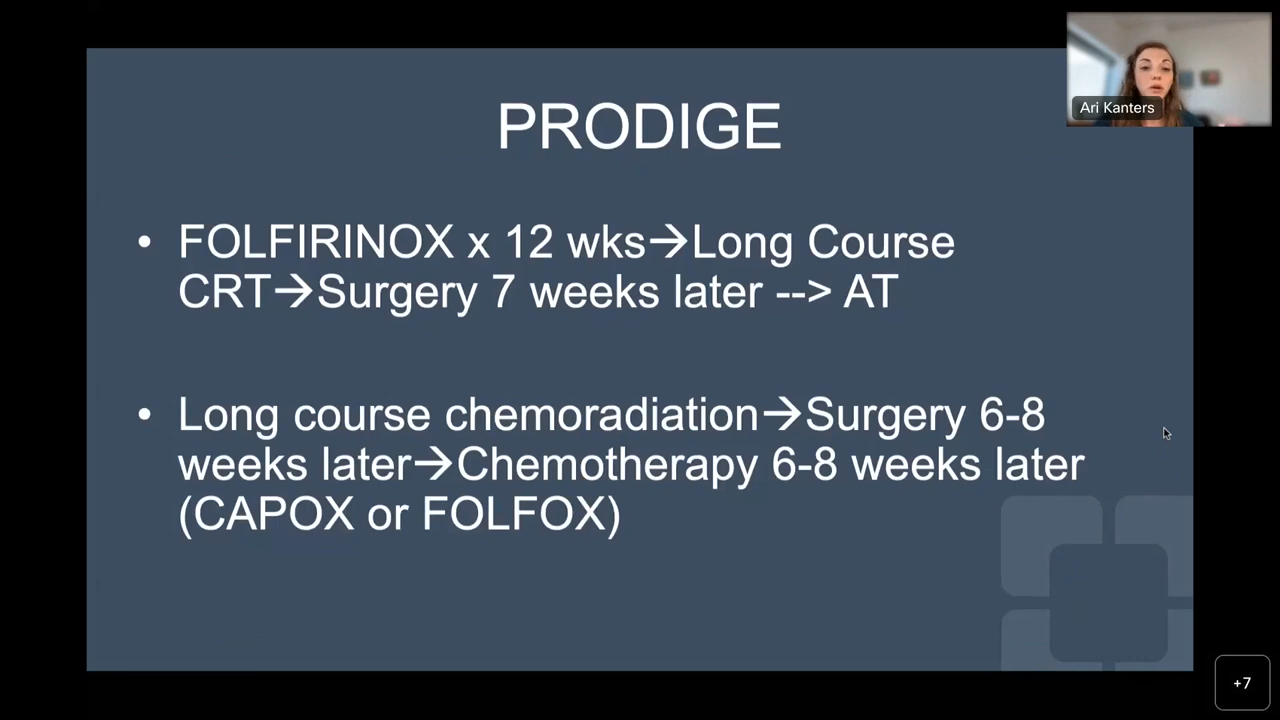 Ari Kanters
PRODIGE
• FOLFIRINOX x 12 wks→Long Course
CRT→Surgery 7 weeks later --> AT
• Long course chemoradiation→Surgery 6-8
weeks later→Chemotherapy 6-8 weeks later
(CAPOX or FOLFOX)
+7